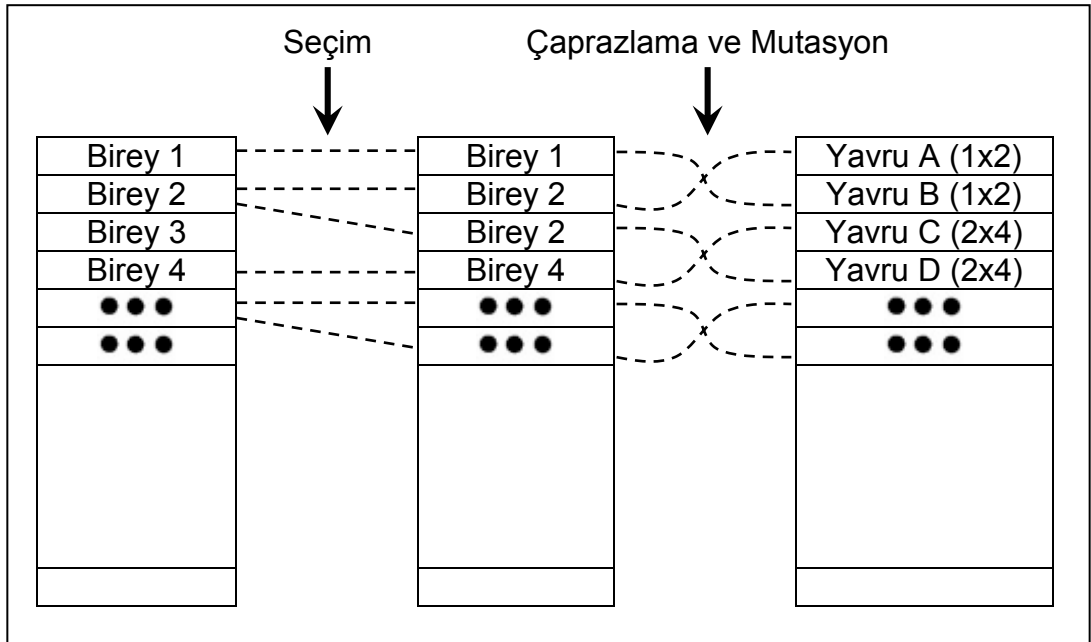 Seçim Çaprazlama ve Mutasyon
Birey 1 Birey 1 Yavru A (1x2)
Birey 2 Birey 2 Yavru B (1x2)
Birey 3 Birey 2 Yavru C (2x4)
Birey 4 Birey 4 Yavru D (2x4)